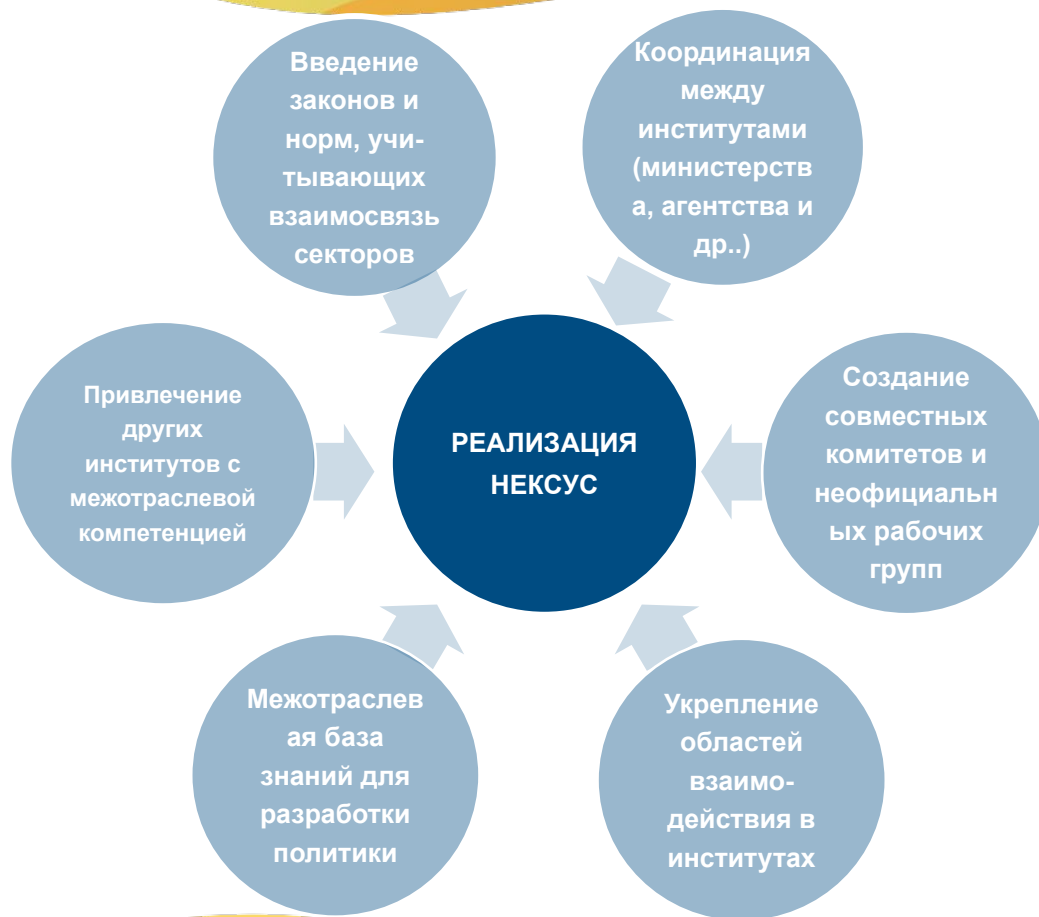 Введение
законов и
норм, учи-
тывающих
взаимосвязь
секторов
Координация
между
институтами
(министерств
а, агентства и
др..)
Привлечение
других
институтов с
межотраслевой
компетенцией
РЕАЛИЗАЦИЯ
НЕКСУС
Создание
совместных
комитетов и
неофициальн
ых рабочих
групп
Межотраслев
ая база
знаний для
разработки
политики
Укрепление
областей
взаимо-
действия в
институтах